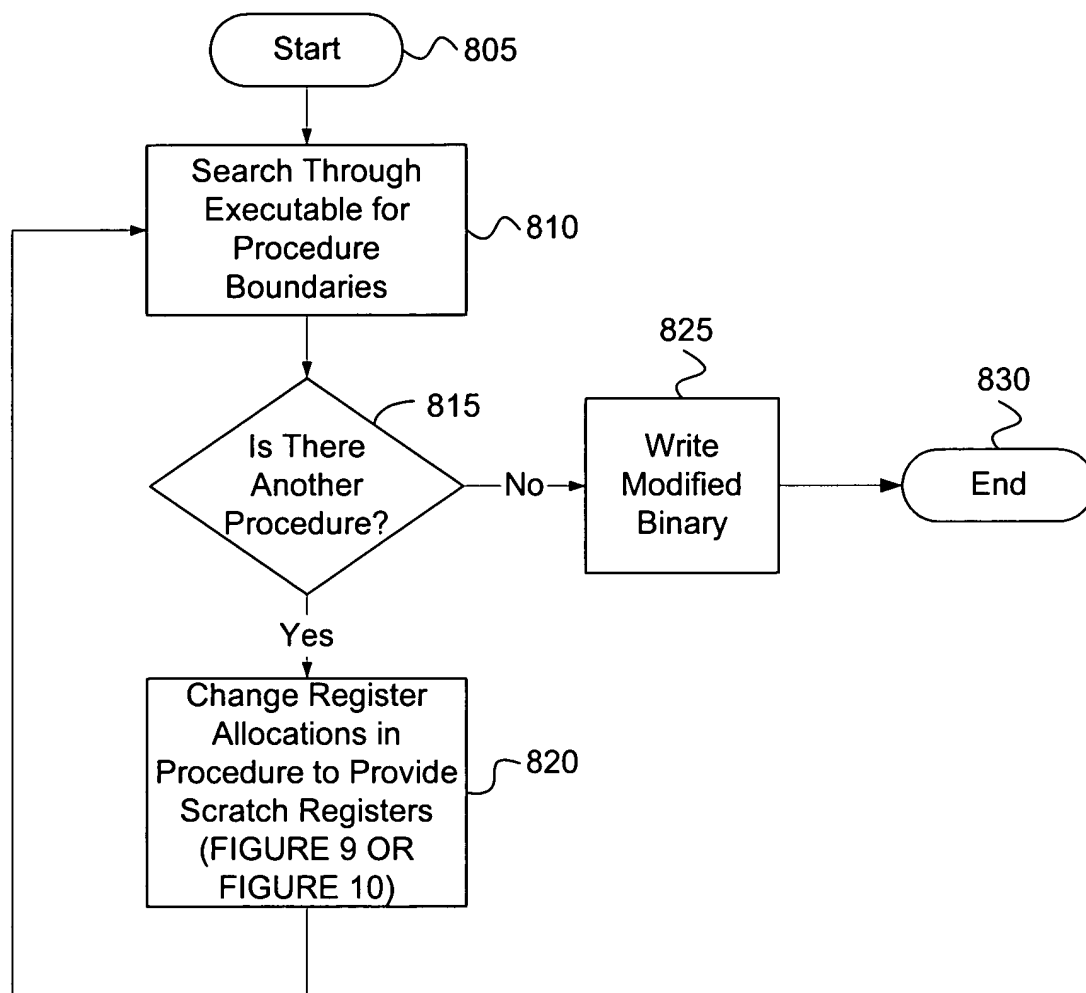 Start
805
Search Through
Executable for
Procedure
Boundaries
810
825
830
815
Is There
Another
Procedure?
No
Write
Modified
Binary
End
Yes
Change Register
Allocations in
Procedure to Provide
Scratch Registers
(FIGURE 9 OR
FIGURE 10)
820